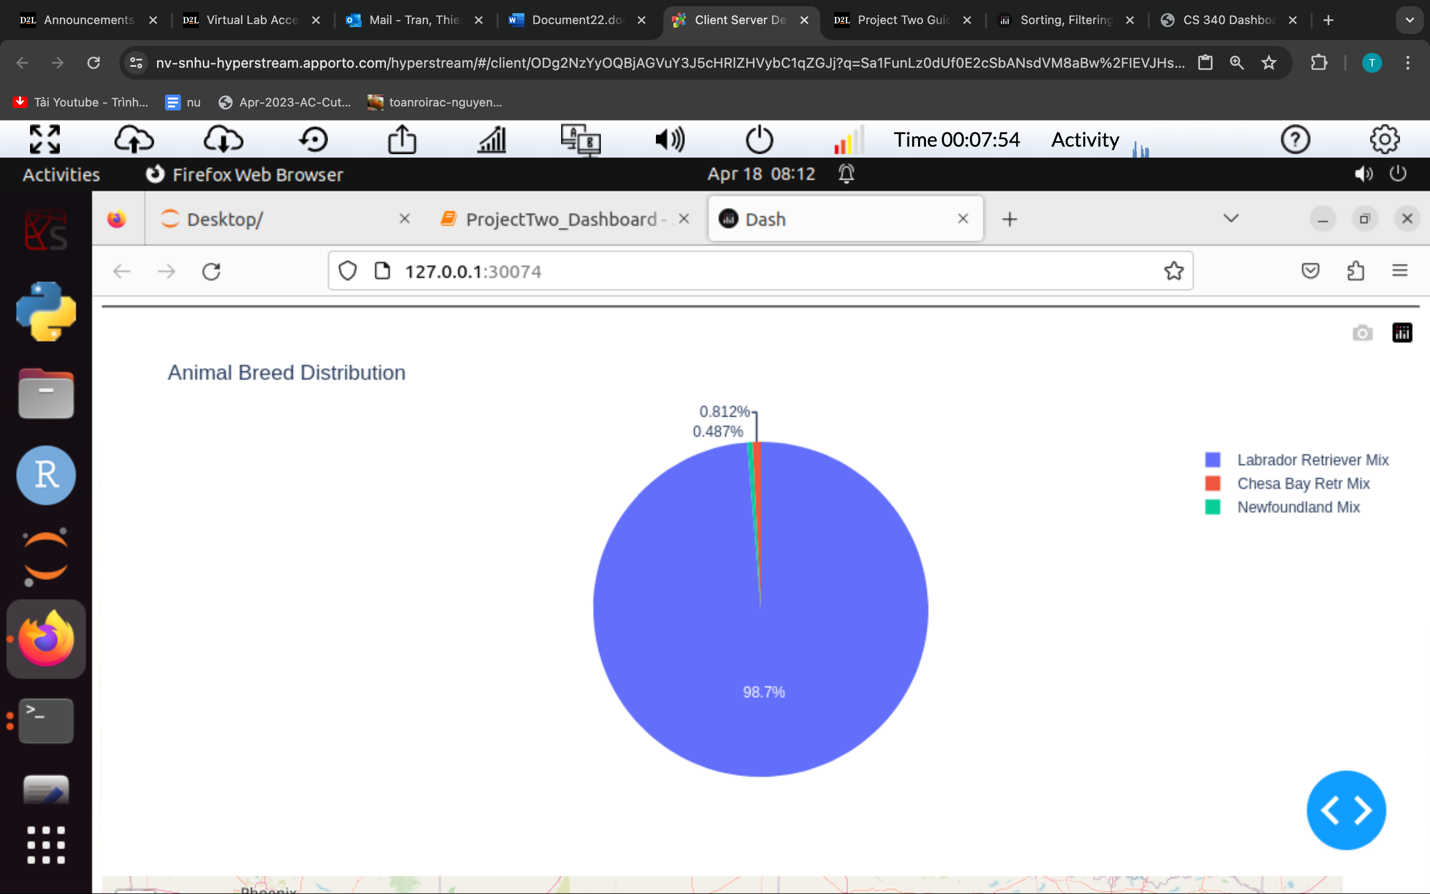 Announcements
Virtual Lab Acce
Mail - Tran, Thie
Document22.do
Client Server De
Project Two Guid
Sorting, Filtering
CS 340 Dashbo
nv-snhu-hyperstream.apporto.com/hyperstream/#/client/ODg2NzYyOQBjAGVuY3J5cHRlZHVybC1qZGJj?q=Sa1FunLz0dUf0E2cSbANsdVM8aBw%2FlEVJHs...
T
Tải Youtube - Trình...
nu
Apr-2023-AC-Cut...
toanroirac-nguyen...
Time 00:07:54
Activity
Activities
Firefox Web Browser
Apr 18 08:12
Desktop/
ProjectTwo_Dashboard -
Dash
127.0.0.1:30074
Animal Breed Distribution
0.812%
0.487%
98.7%
Labrador Retriever Mix
Chesa Bay Retr Mix
Newfoundland Mix
Phoenix